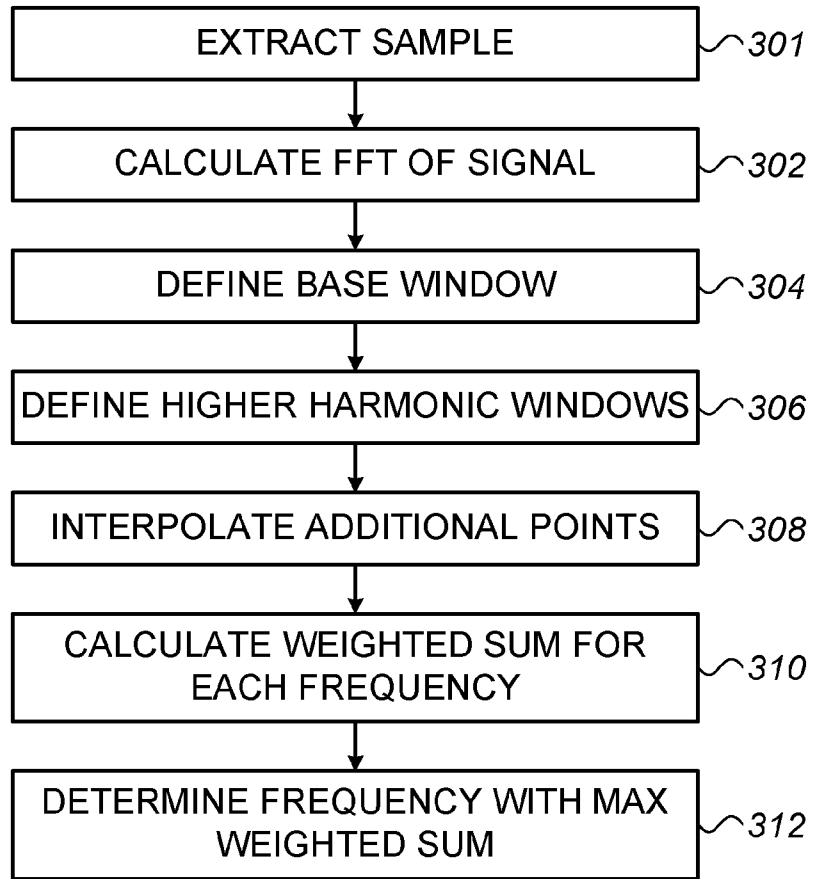 EXTRACT SAMPLE 301
CALCULATE FFT OF SIGNAL 302
DEFINE BASE WINDOW 304
DEFINE HIGHER HARMONIC WINDOWS 306
INTERPOLATE ADDITIONAL POINTS 308
CALCULATE WEIGHTED SUM FOR
EACH FREQUENCY 310
DETERMINE FREQUENCY WITH MAX
WEIGHTED SUM 312